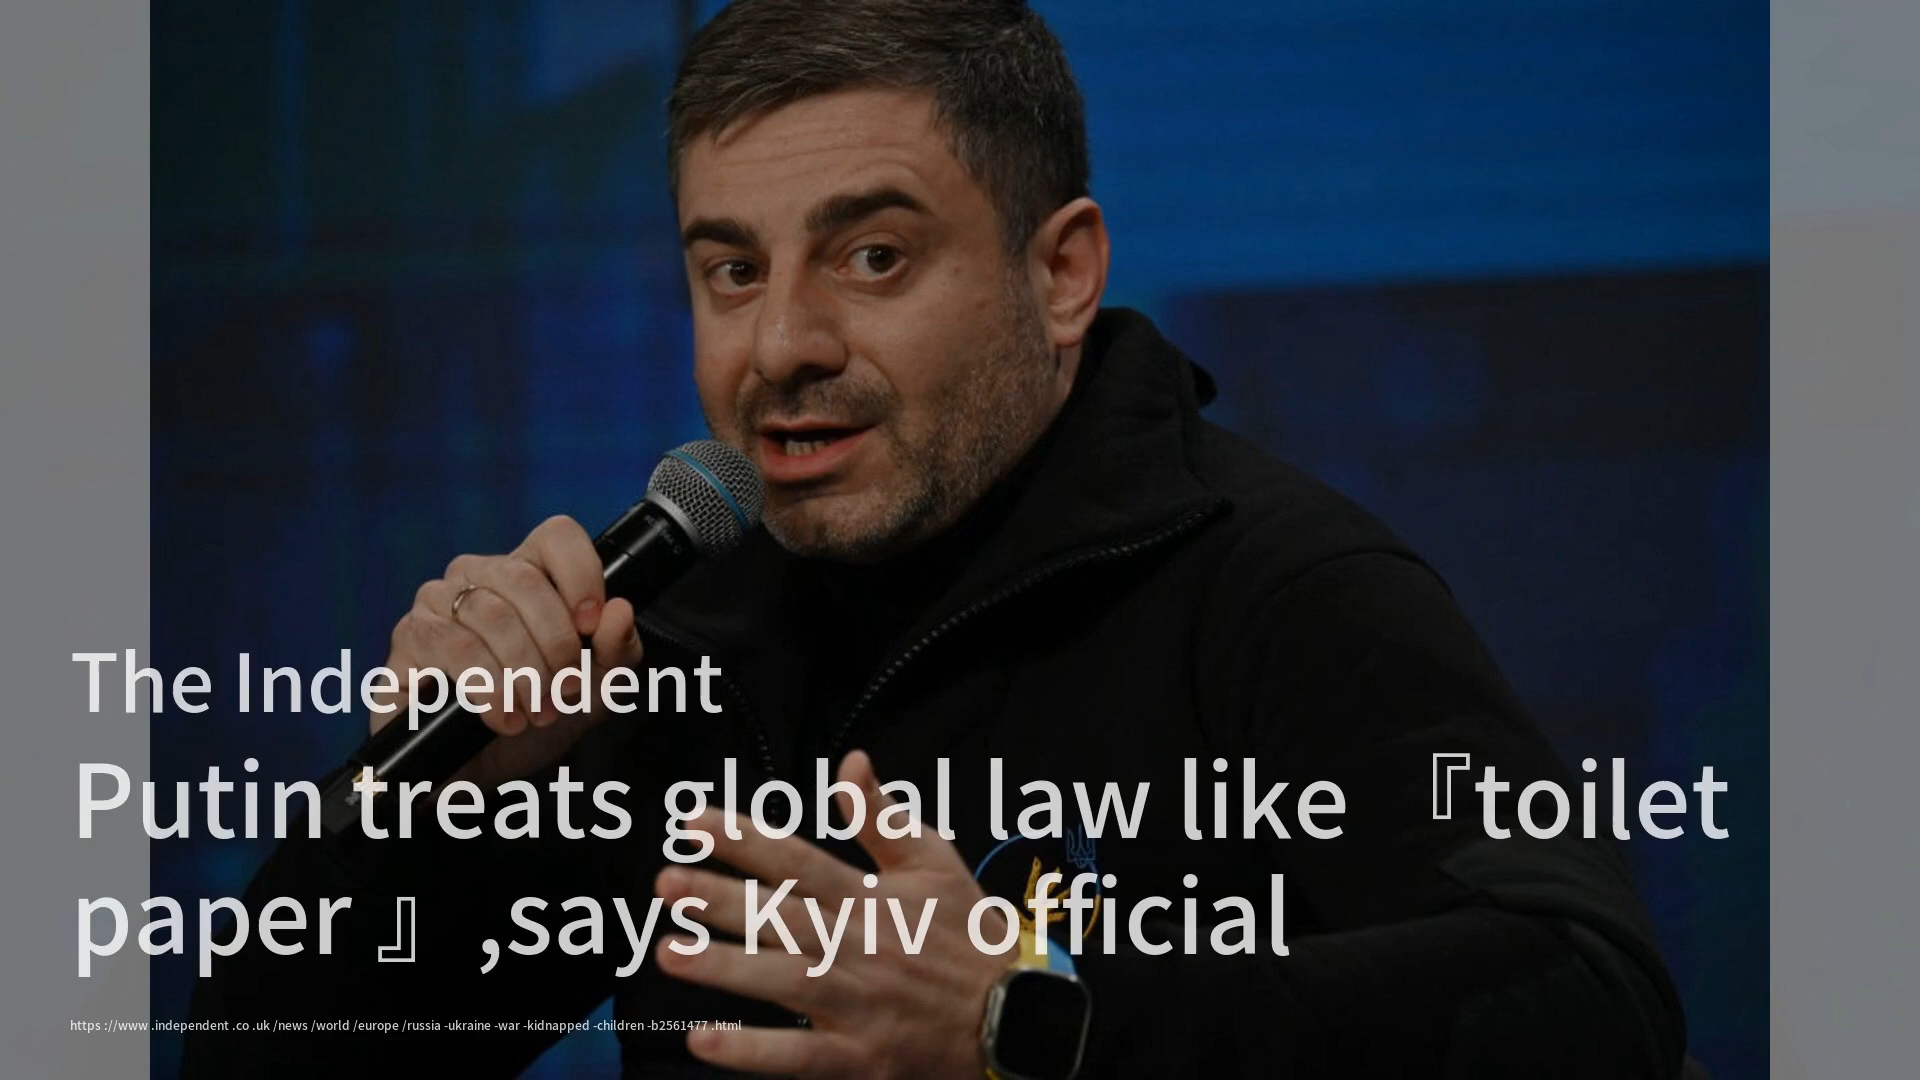 The Independent
Putin treats global law like 『toilet
paper 』 ,says Kyiv official
https ://www .independent .co .uk /news /world /europe /russia -ukraine -war -kidnapped -children -b2561477 .html